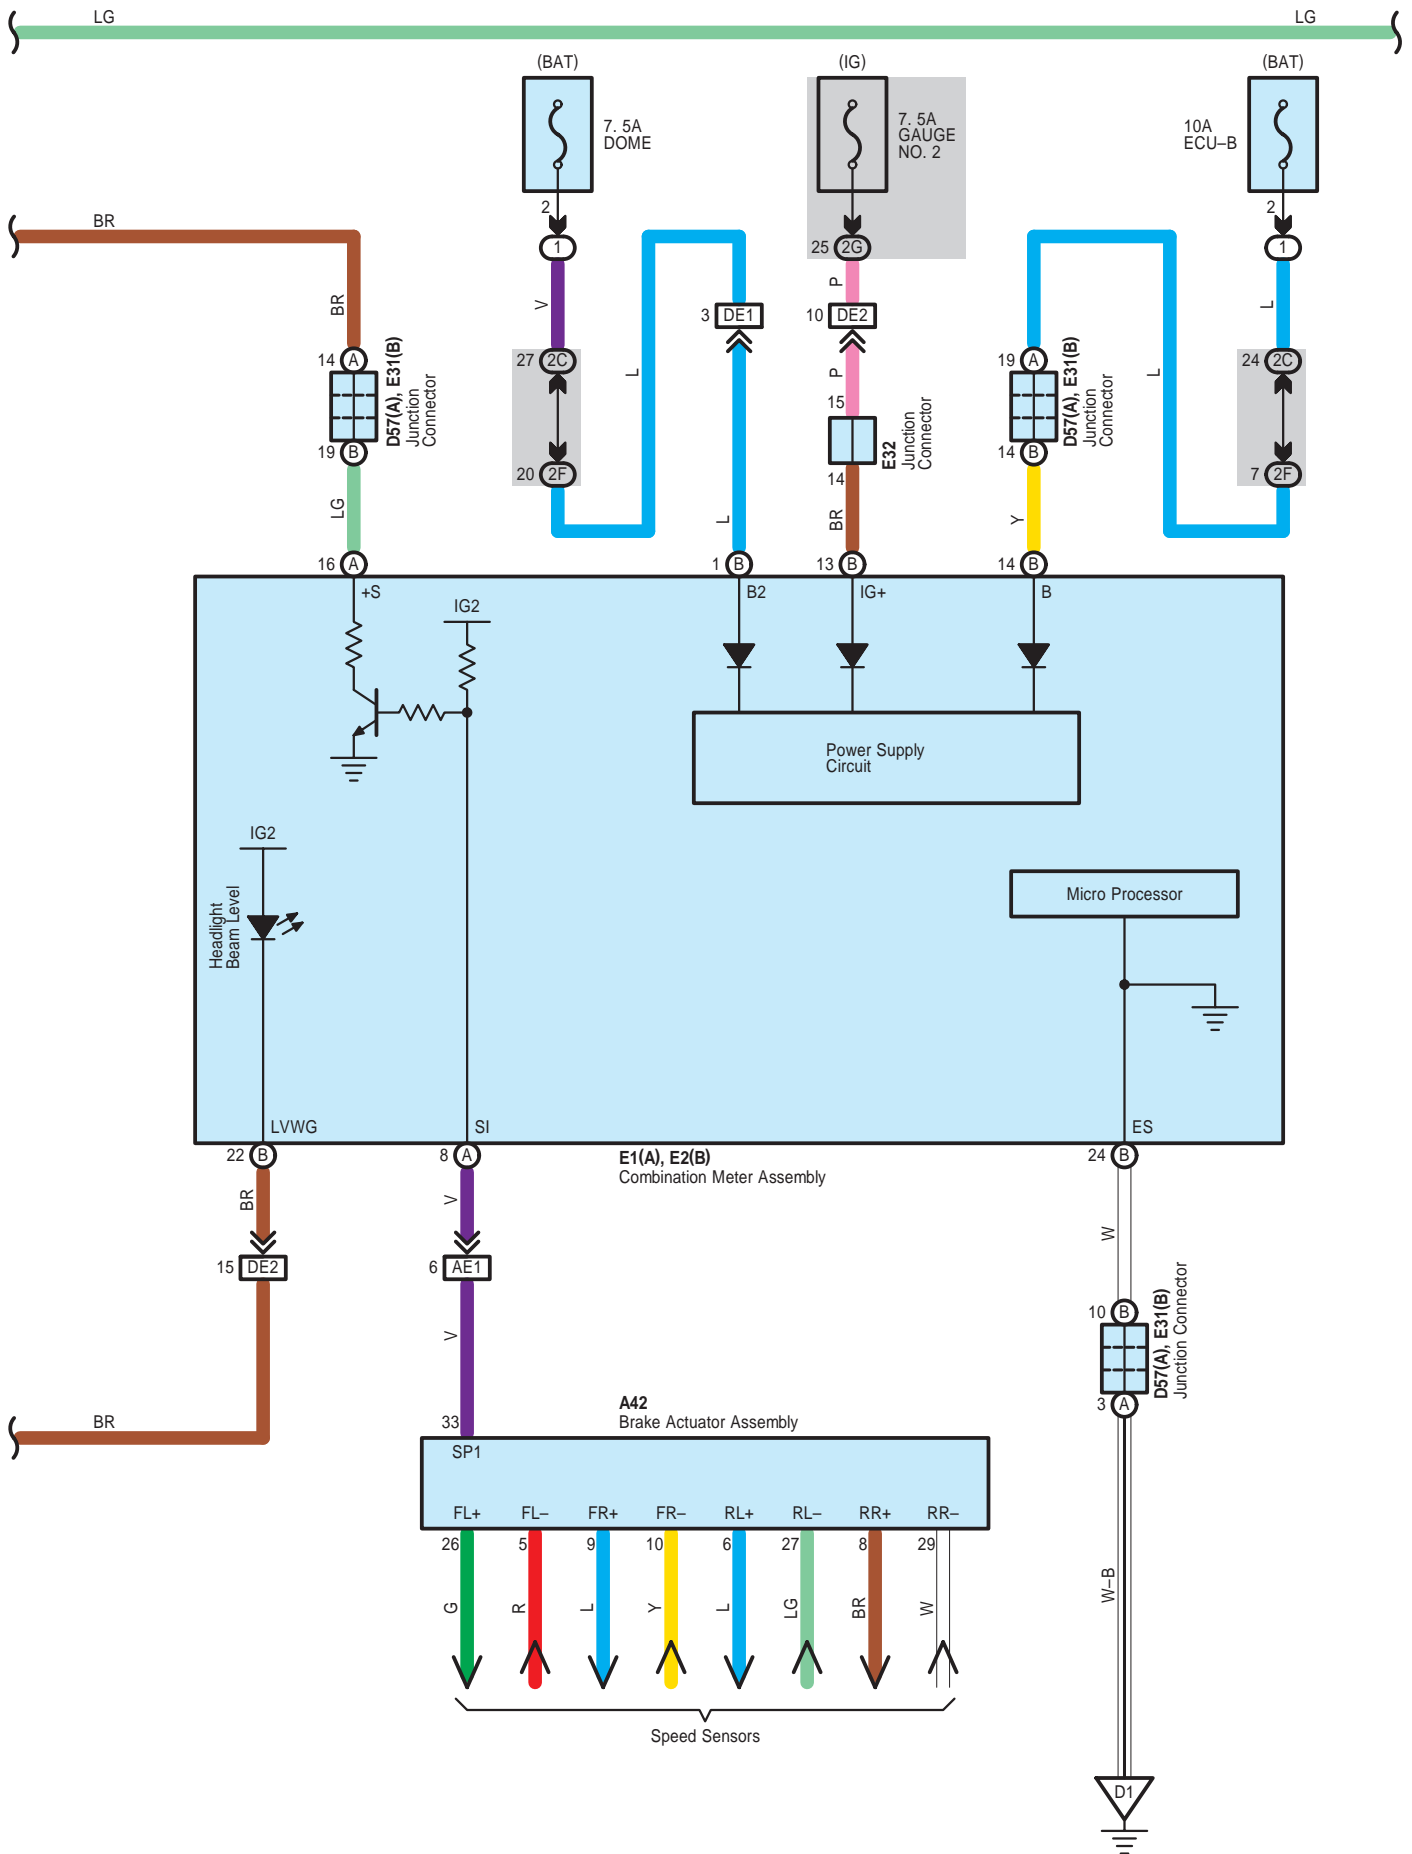 LG
LG
(BAT)
(IG)
(BAT)
7. 5A
DOME
7. 5A
GAUGE
NO. 2
10A
ECU–B
2
2
BR
1
25
2G
1
BR
V
P
L
3
DE1
10
DE2
14
A
D57(A), E31(B)
Junction
Connector
27
2C
L
P
19
A
D57(A), E31(B)
Junction
Connector
L
24
2C
15
E32
Junction
Connector
19
B
20
2F
14
14
B
7
2F
LG
L
BR
Y
16
A
1
B
13
B
14
B
+S
B2
IG+
B
IG2
Power Supply
Circuit
IG2
Headlight
Beam Level
Micro Processor
LVWG
SI
ES
22
B
8
A
E1(A), E2(B)
Combination Meter Assembly
24
B
BR
V
W
15
DE2
6
AE1
10
B
D57(A), E31(B)
Junction Connector
V
3
A
BR
33
A42
Brake Actuator Assembly
SP1
FL+
FL–
FR+
FR–
RL+
RL–
RR+
RR–
26
5
9
10
6
27
8
29
G
R
L
Y
L
LG
BR
W
W–B
Speed Sensors
D1